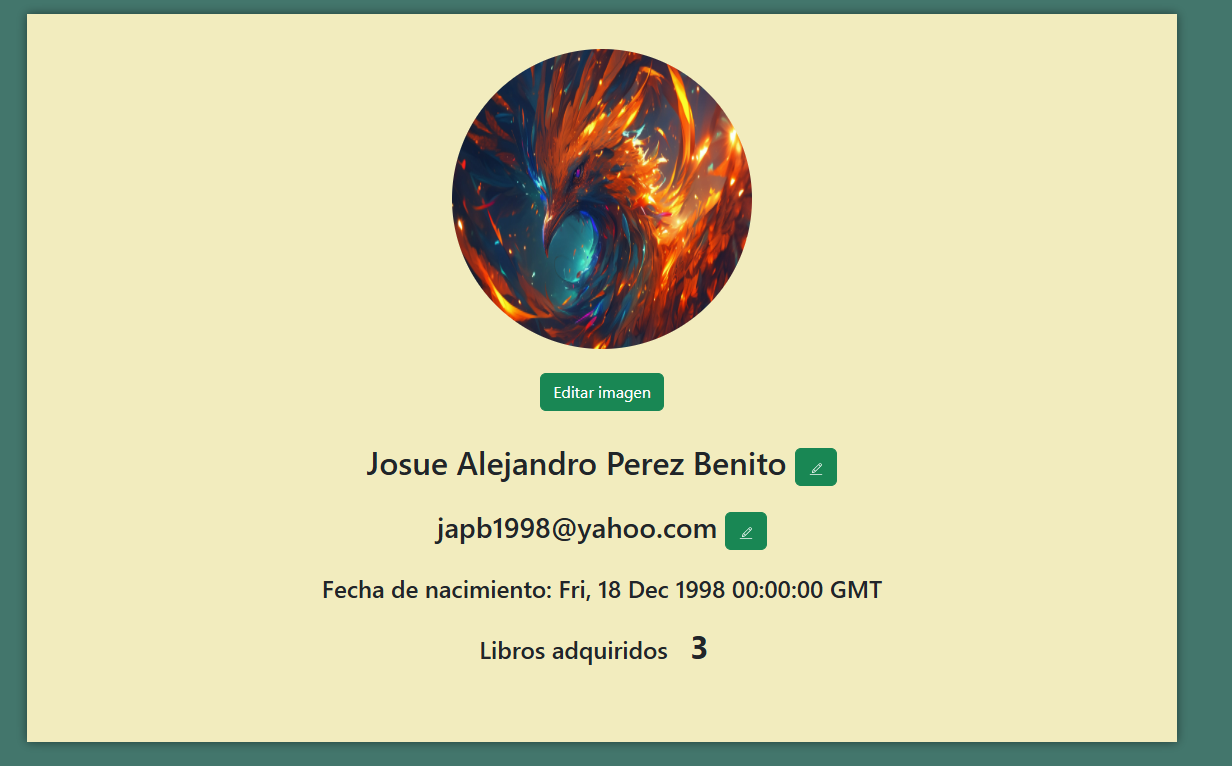 Editar imagen
Josue Alejandro Perez Benito
japb1998@yahoo.com
Fecha de nacimiento: Fri, 18 Dec 1998 00:00:00 GMT
Libros adquiridos 3